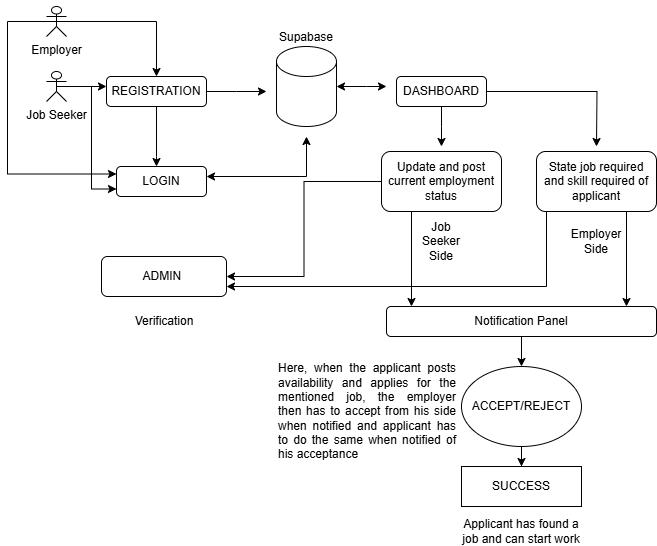 Supabase
Employer
Job Seeker
REGISTRATION
DASHBOARD
LOGIN
Update and post
current employment
status
State job required
and skill required of
applicant
Job
Seeker
Side
Employer
Side
ADMIN
Verification
Notification Panel
Here, when the applicant posts
availability and applies for the
mentioned job, the employer
then has to accept from his side
when notified and applicant has
to do the same when notified of
his acceptance
ACCEPT/REJECT
SUCCESS
Applicant has found a
job and can start work